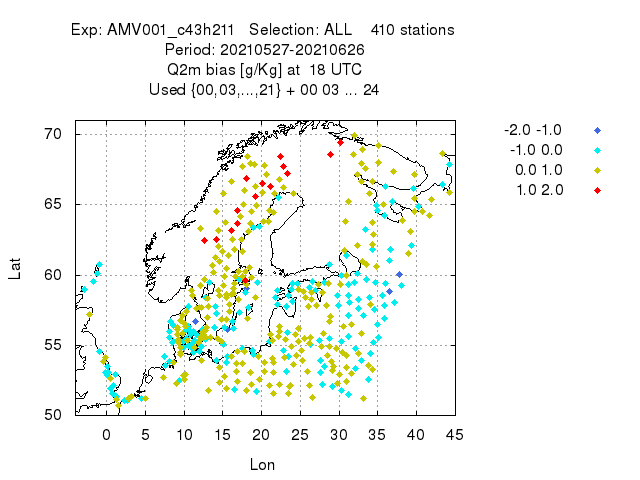 Exp: AMV001_c43h211 Selection: ALL 410 stations
Period: 20210527-20210626
Q2m bias [g/Kg] at 18 UTC
Used {00,03,...,21} + 00 03 ... 24
-2.0 -1.0
-1.0 0.0
0.0 1.0
1.0 2.0
70
65
60
55
50
Lat
0 5 10 15 20 25 30 35 40 45
Lon